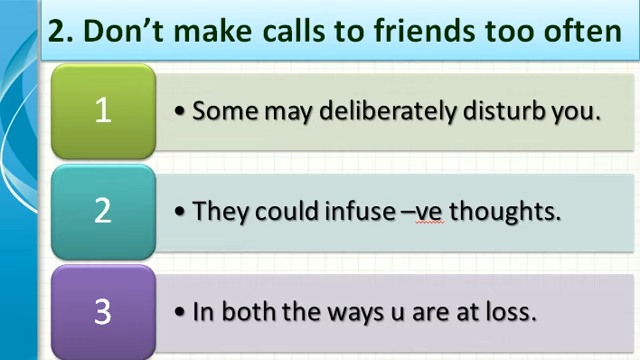 2. Don’t make calls to friends too often
1
• Some may deliberately disturb you.
2
• They could infuse –ve thoughts.
3
• In both the ways u are at loss.